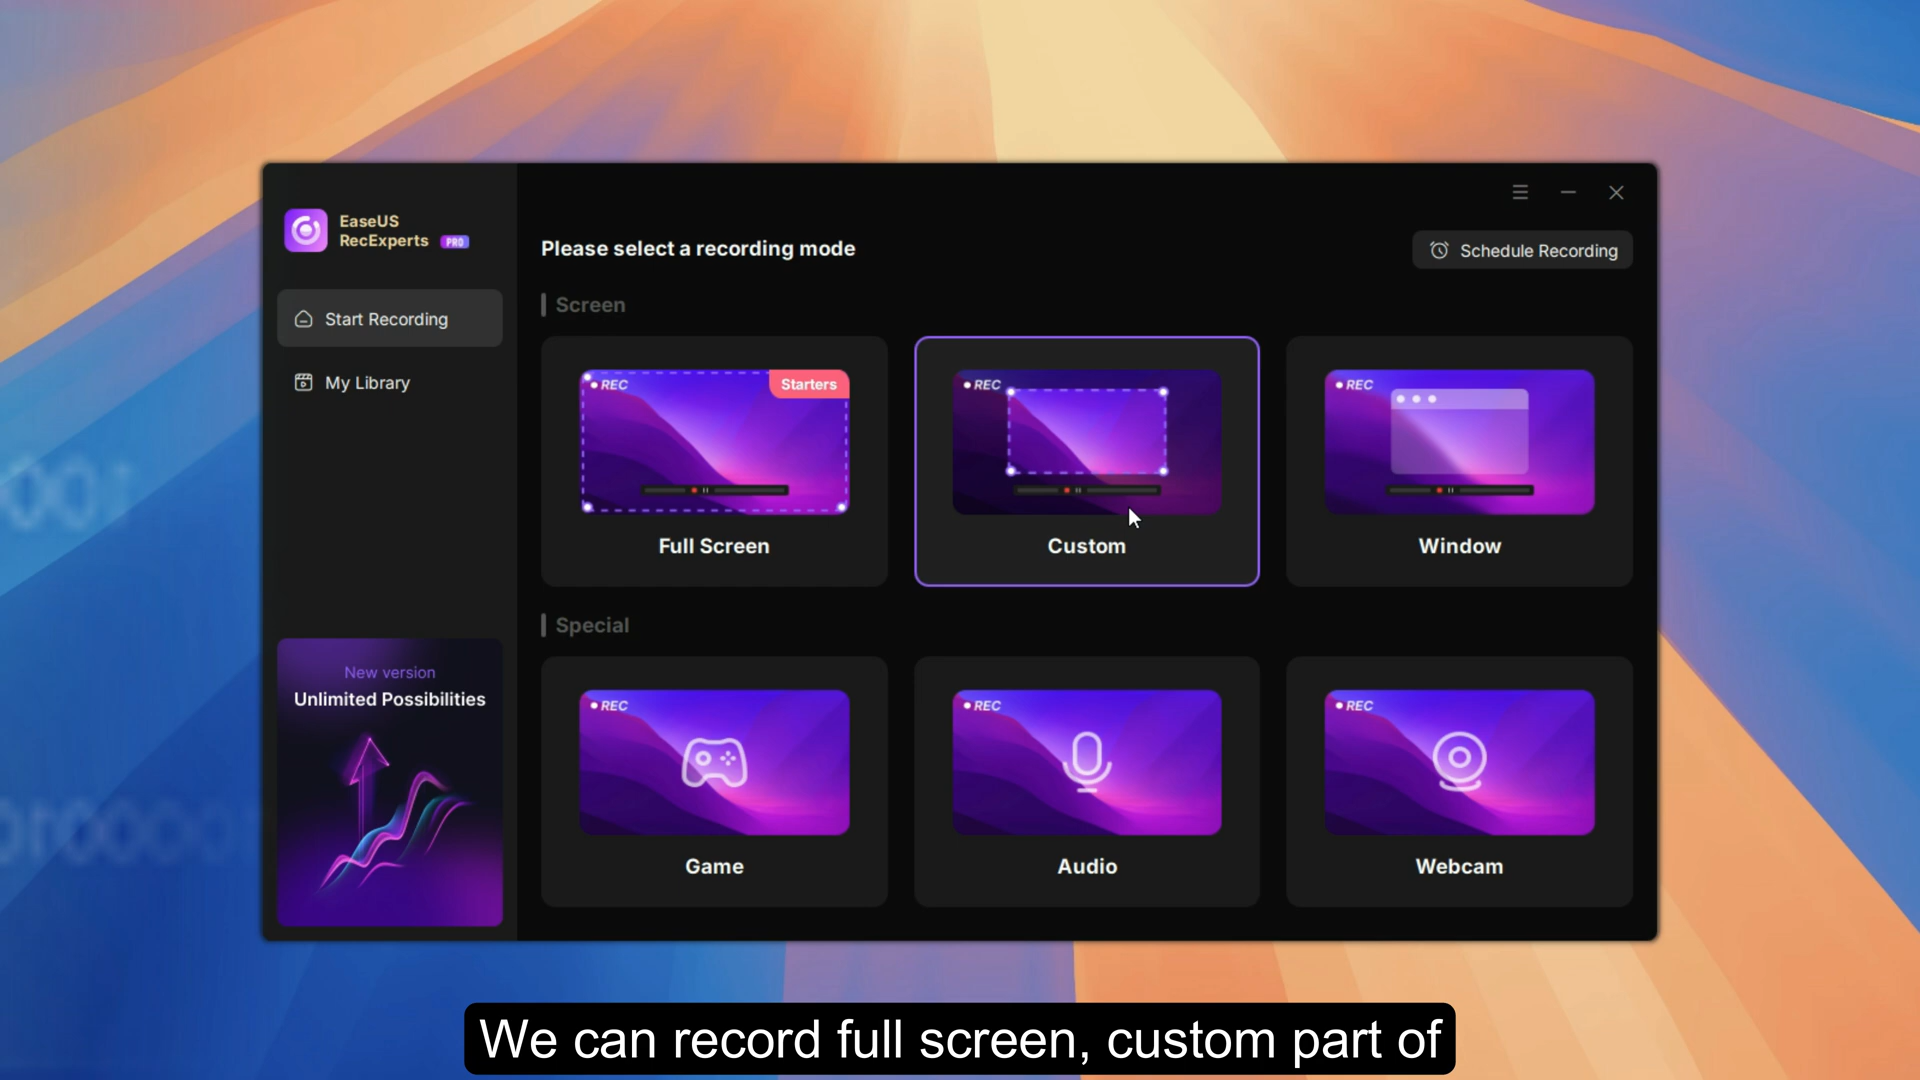 EaseUS
RecExperts PRO
Start Recording
My Library
New version
Unlimited Possibilities
Please select a recording mode
Schedule Recording
Screen
REC
Starters
Full Screen
REC
Custom
REC
Window
Special
REC
Game
REC
Audio
REC
Webcam
We can record full screen, custom part of